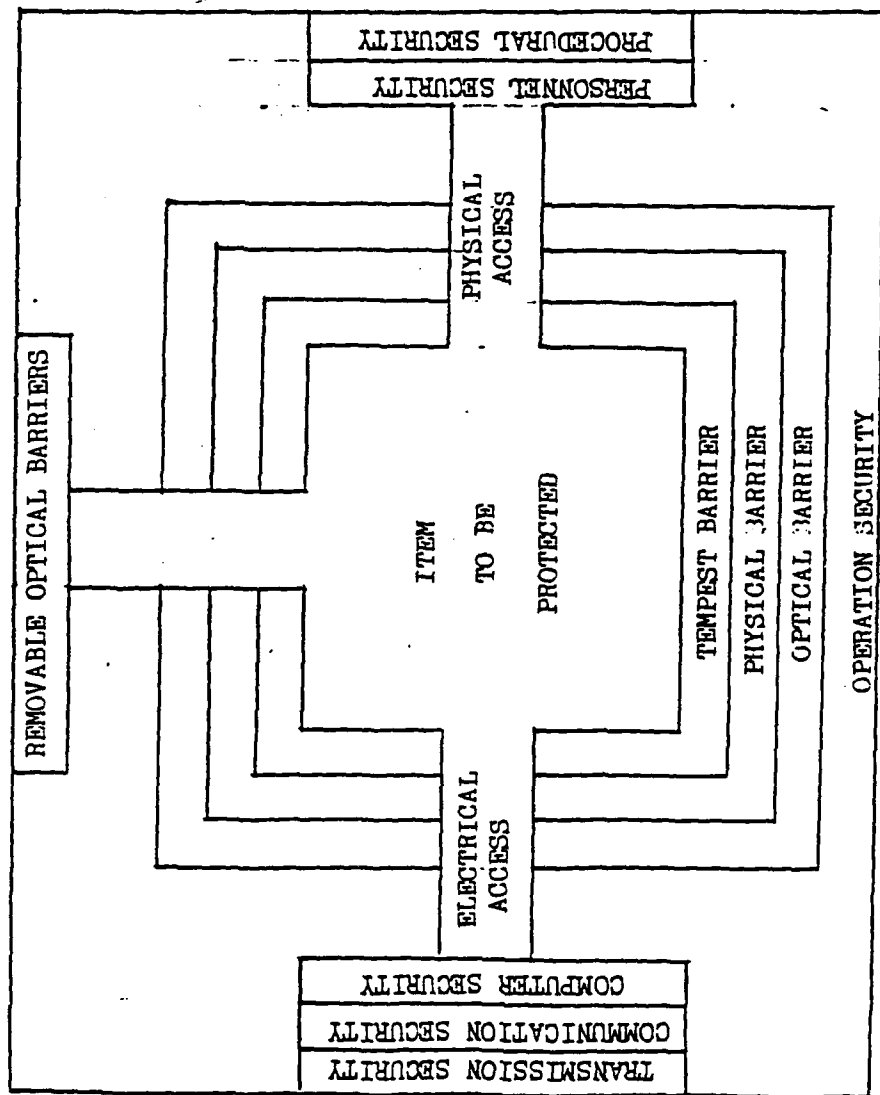 PROCEDURAL SECURITY
PERSONNEL SECURITY
PHYSICAL
ACCESS
REMOVABLE OPTICAL BARRIERS
ITEM
TO BE
PROTECTED
TEMPEST BARRIER
PHYSICAL BARRIER
OPTICAL BARRIER
OPERATION SECURITY
ELECTRICAL
ACCESS
COMPUTER SECURITY
COMMUNICATION SECURITY
TRANSMISSION SECURITY